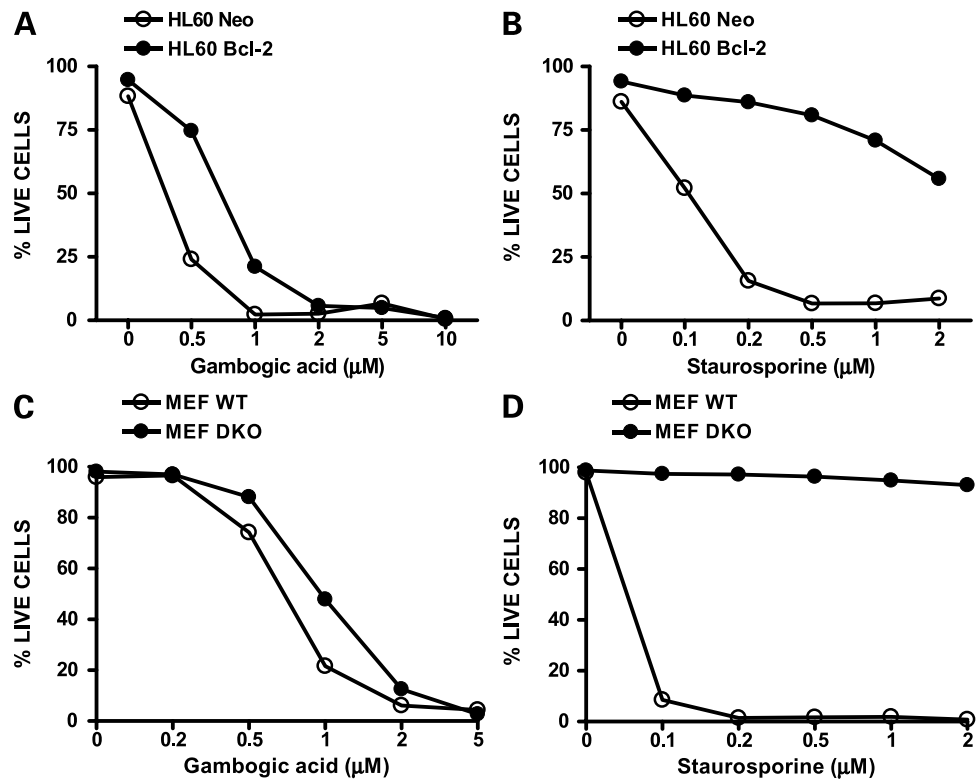 A
HL60 Neo
HL60 Bcl-2
% LIVE CELLS
100
75
50
25
0
0 0.5 1 2 5 10
Gambogic acid (µM)
B
HL60 Neo
HL60 Bcl-2
% LIVE CELLS
100
75
50
25
0
0 0.1 0.2 0.5 1 2
Staurosporine (µM)
C
MEF WT
MEF DKO
% LIVE CELLS
100
80
60
40
20
0
0 0.2 0.5 1 2 5
Gambogic acid (µM)
D
MEF WT
MEF DKO
% LIVE CELLS
100
80
60
40
20
0
0 0.1 0.2 0.5 1 2
Staurosporine (µM)